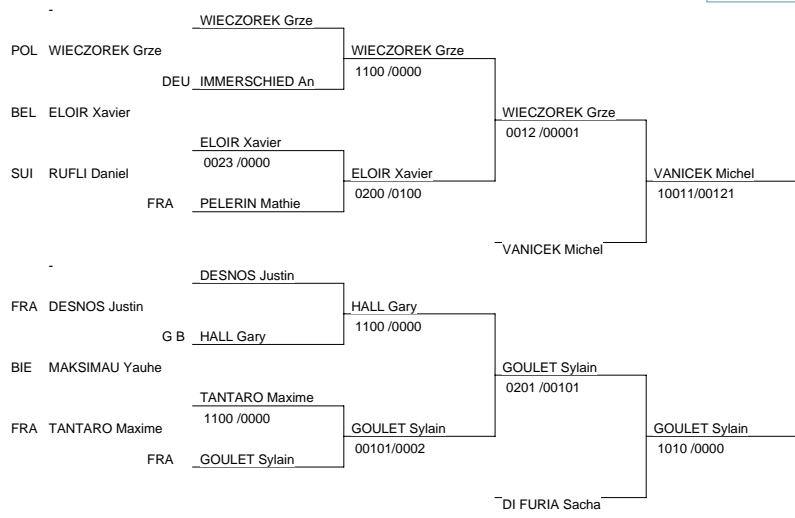 -
WIECZOREK Grze
POL WIECZOREK Grze
WIECZOREK Grze
1100 /0000
DEU IMMERSCHIED An
BEL ELOIR Xavier
WIECZOREK Grze
0012 /00001
ELOIR Xavier
0023 /0000
SUI RUFLI Daniel
ELOIR Xavier
0200 /0100
VANICEK Michel
10011/00121
FRA PELERIN Mathie
VANICEK Michel
-
DESNOS Justin
FRA DESNOS Justin
HALL Gary
1100 /0000
G B HALL Gary
BIE MAKSIMAU Yauhe
GOULET Sylain
0201 /00101
TANTARO Maxime
1100 /0000
FRA TANTARO Maxime
GOULET Sylain
00101/0002
GOULET Sylain
1010 /0000
FRA GOULET Sylain
DI FURIA Sacha